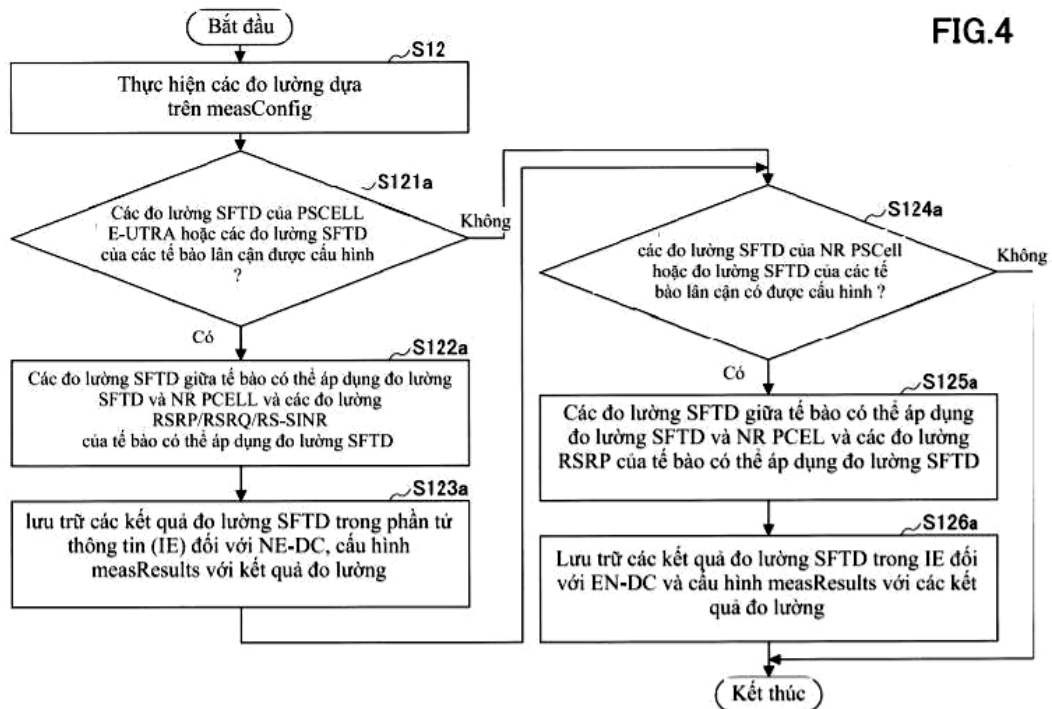 FIG.4
Bắt đầu
S12
Thực hiện các đo lường dựa
trên measConfig
S121a
Các đo lường SFTD của PSCELL
E-UTRA hoặc các đo lường SFTD
của các tế bào lân cận được cấu hình
?
Không
Có
S122a
Các đo lường SFTD giữa tế bào có thể áp dụng đo lường
SFTD và NR PCELL và các đo lường
RSRP/RSRQ/RS-SINR
của tế bào có thể áp dụng đo lường SFTD
S123a
lưu trữ các kết quả đo lường SFTD trong phần tử
thông tin (IE) đối với NE-DC, cấu hình
measResults với kết quả đo lường
S124a
các đo lường SFTD của NR PSCell
hoặc đo lường SFTD của các tế
bào lân cận có được cấu hình ?
Không
Có
S125a
Các đo lường SFTD giữa tế bào có thể áp dụng
đo lường SFTD và NR PCEL và các đo lường
RSRP của tế bào có thể áp dụng đo lường SFTD
S126a
Lưu trữ các kết quả đo lường SFTD trong IE đối
với EN-DC và cấu hình measResults với các kết
quả đo lường
Kết thúc